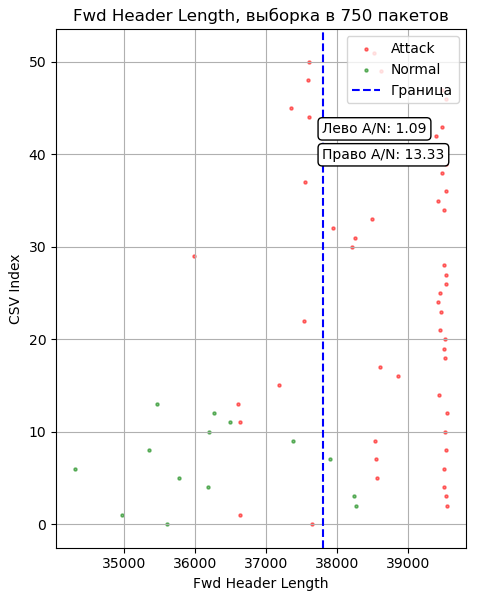 Fwd Header Length, выборка в 750 пакетов
Attack
Normal
Граница
Лево A/N: 1.09
Право A/N: 13.33
CSV Index
50
40
30
20
10
0
35000 36000 37000 38000 39000
Fwd Header Length